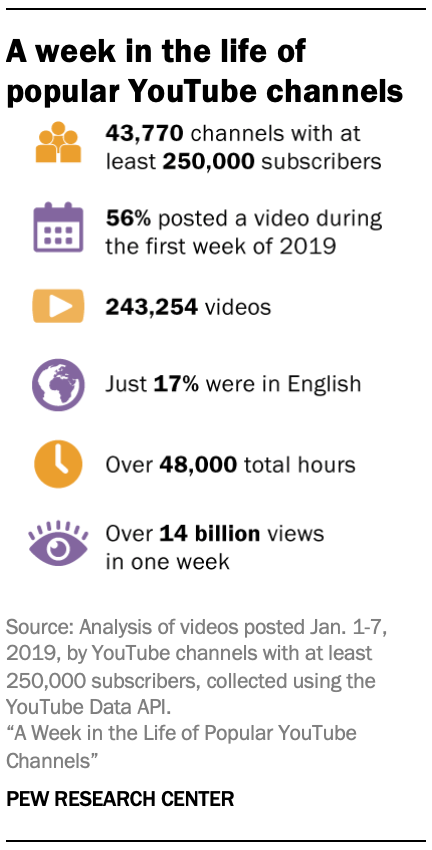 A week in the life of
popular YouTube channels
43,770 channels with at
least 250,000 subscribers
56% posted a video during
the first week of 2019
243,254 videos
Just 17% were in English
Over 48,000 total hours
Over 14 billion views
in one week
Source: Analysis of videos posted Jan. 1-7,
2019, by YouTube channels with at least
250,000 subscribers, collected using the
YouTube Data API.
“A Week in the Life of Popular YouTube
Channels”
PEW RESEARCH CENTER